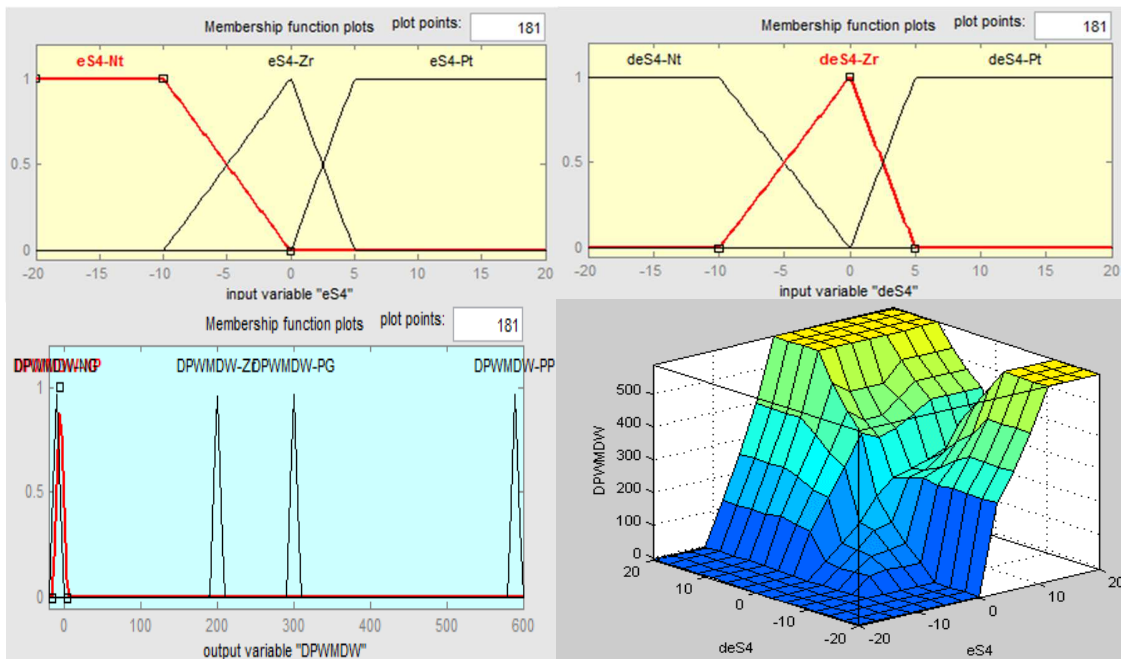 Membership function plots plot points: 181
eS4-Nt eS4-Zr eS4-Pt
1
0.5
0
-20 -15 -10 -5 0 5 10 15 20
input variable "eS4"
Membership function plots plot points: 181
deS4-Nt deS4-Zr deS4-Pt
1
0.5
0
-20 -15 -10 -5 0 5 10 15 20
input variable "deS4"
Membership function plots plot points: 181
DPWMDW-Zr DPWMDW-PG DPWMDW-PP
1
0.5
0
0 100 200 300 400 500 600
output variable "DPWMDW"
500
400
300
200
100
0
DPWMDW
20 10 0 -10 -20
deS4
-20 -10 0 10 20
eS4